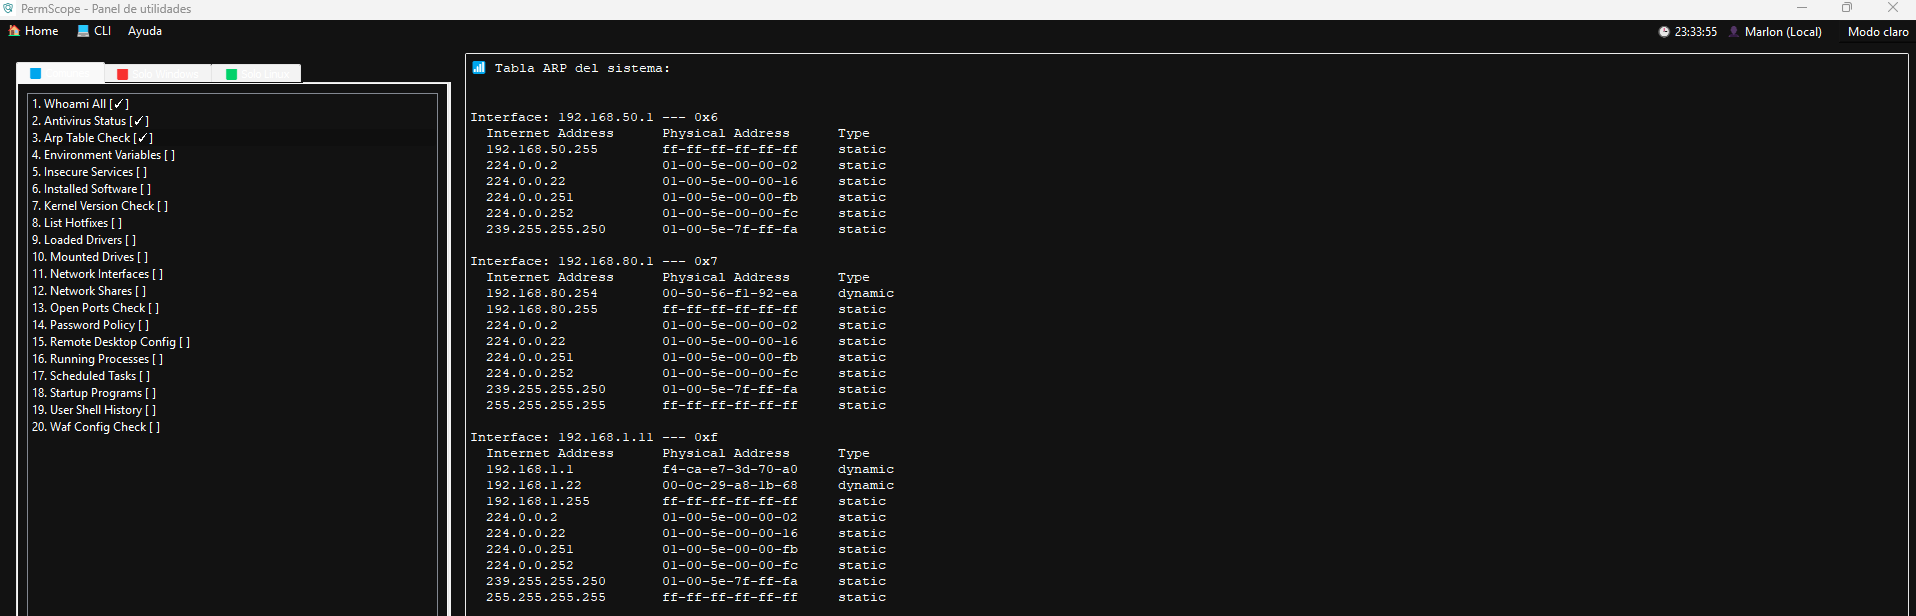 PermScope - Panel de utilidades
Home CLI Ayuda 23:33:55 Marlon (Local) Modo claro
1. Whoami All [✓]
2. Antivirus Status [✓]
3. Arp Table Check [✓]
4. Environment Variables [ ]
5. Insecure Services [ ]
6. Installed Software [ ]
7. Kernel Version Check [ ]
8. List Hotfixes [ ]
9. Loaded Drivers [ ]
10. Mounted Drives [ ]
11. Network Interfaces [ ]
12. Network Shares [ ]
13. Open Ports Check [ ]
14. Password Policy [ ]
15. Remote Desktop Config [ ]
16. Running Processes [ ]
17. Scheduled Tasks [ ]
18. Startup Programs [ ]
19. User Shell History [ ]
20. Waf Config Check [ ]
Tabla ARP del sistema:
Interface: 192.168.50.1 --- 0x6
Internet Address Physical Address Type
192.168.50.255 ff-ff-ff-ff-ff-ff static
224.0.0.2 01-00-5e-00-00-02 static
224.0.0.22 01-00-5e-00-00-16 static
224.0.0.251 01-00-5e-00-00-fb static
224.0.0.252 01-00-5e-00-00-fc static
239.255.255.250 01-00-5e-7f-ff-fa static
Interface: 192.168.80.1 --- 0x7
Internet Address Physical Address Type
192.168.80.254 00-50-56-f1-92-ea dynamic
192.168.80.255 ff-ff-ff-ff-ff-ff static
224.0.0.2 01-00-5e-00-00-02 static
224.0.0.22 01-00-5e-00-00-16 static
224.0.0.251 01-00-5e-00-00-fb static
224.0.0.252 01-00-5e-00-00-fc static
239.255.255.250 01-00-5e-7f-ff-fa static
255.255.255.255 ff-ff-ff-ff-ff-ff static
Interface: 192.168.1.11 --- 0xf
Internet Address Physical Address Type
192.168.1.1 f4-ca-e7-3d-70-a0 dynamic
192.168.1.22 00-0c-29-a8-1b-68 dynamic
192.168.1.255 ff-ff-ff-ff-ff-ff static
224.0.0.2 01-00-5e-00-00-02 static
224.0.0.22 01-00-5e-00-00-16 static
224.0.0.251 01-00-5e-00-00-fb static
224.0.0.252 01-00-5e-00-00-fc static
239.255.255.250 01-00-5e-7f-ff-fa static
255.255.255.255 ff-ff-ff-ff-ff-ff static